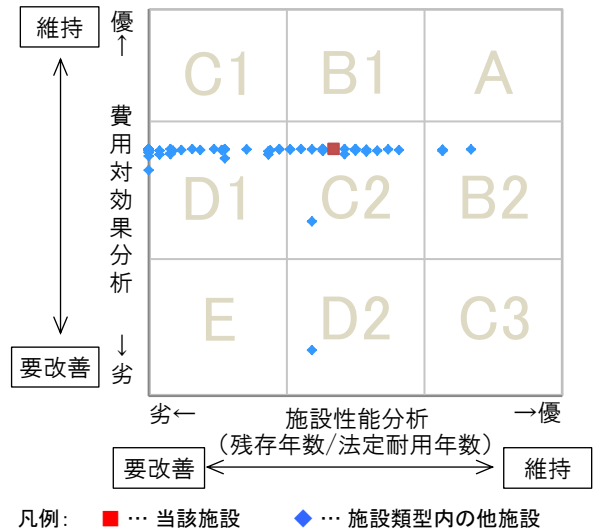 維持
優
↑
費用対効果分析
↓
劣
要改善
C1 B1 A
D1 C2 B2
E D2 C3
劣← 施設性能分析 →優
（残存年数/法定耐用年数）
要改善 維持
凡例: ■ … 当該施設 ◆ … 施設類型内の他施設